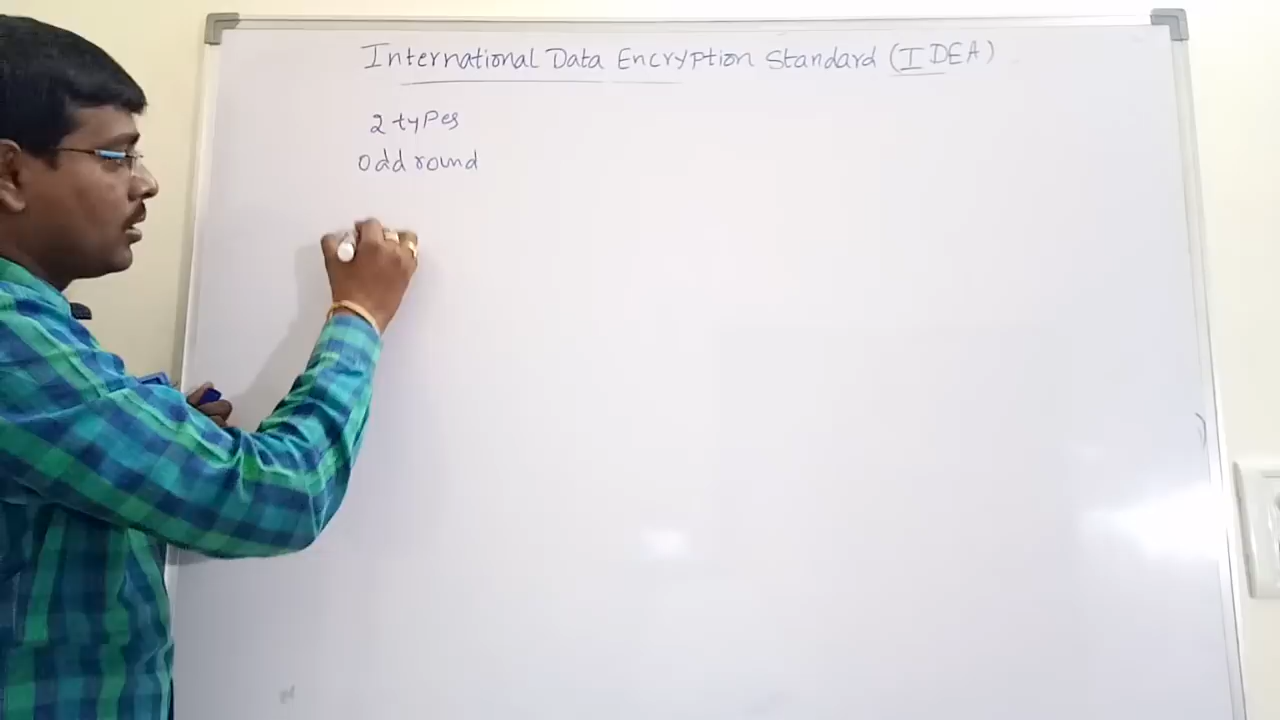 International Data Encryption Standard (IDEA)
2 types
odd round